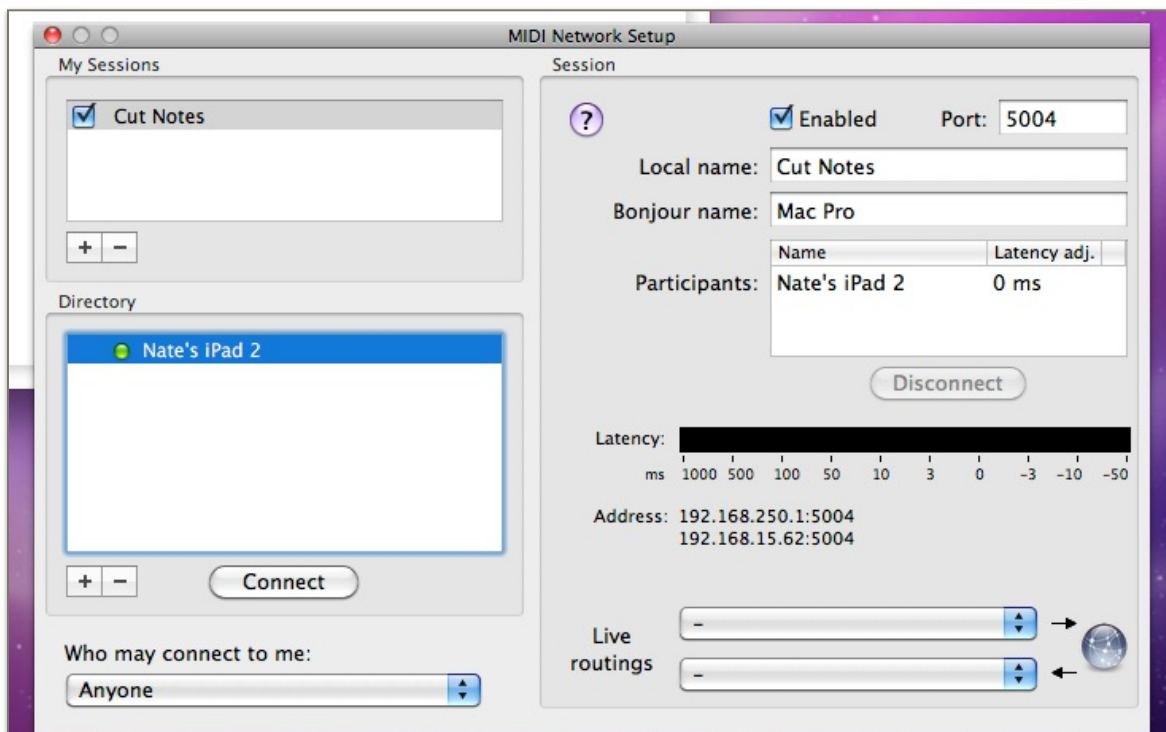 MIDI Network Setup
My Sessions
Cut Notes
+ −
Directory
Nate's iPad 2
+ − Connect
Who may connect to me:
Anyone
Session
? Enabled Port: 5004
Local name: Cut Notes
Bonjour name: Mac Pro
Name Latency adj.
Participants: Nate's iPad 2 0 ms
Disconnect
Latency:
ms 1000 500 100 50 10 3 0 -3 -10 -50
Address: 192.168.250.1:5004
192.168.15.62:5004
–
Live
routings
–